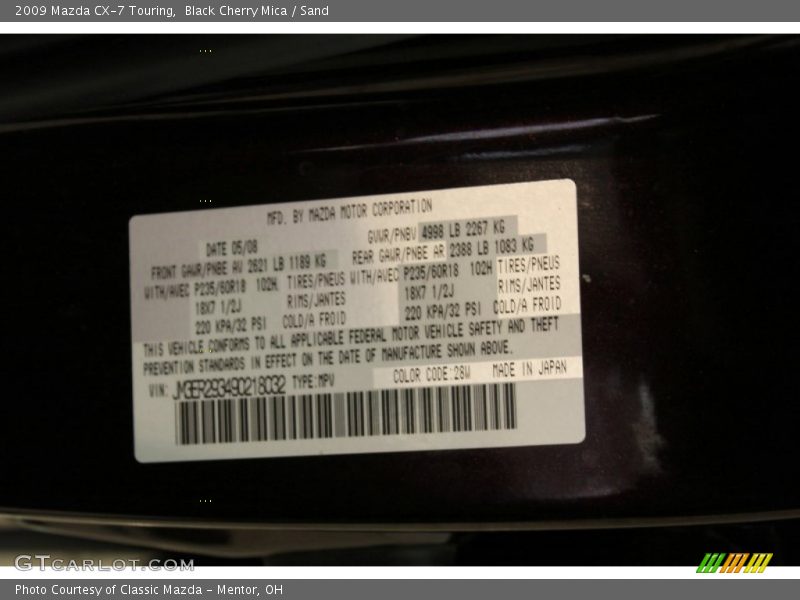 2009 Mazda CX-7 Touring,  Black Cherry Mica / Sand
MFD. BY MAZDA MOTOR CORPORATION
DATE 05/08 GVWR/PNBV 4998 LB 2267 KG
FRONT GAWR/PNBE AV 2621 LB 1189 KG REAR GAWR/PNBE AR 2388 LB 1083 KG
WITH/AVEC P235/60R18 102H TIRES/PNEUS WITH/AVEC P235/60R18 102H TIRES/PNEUS
18X7 1/2J RIMS/JANTES 18X7 1/2J RIMS/JANTES
220 KPA/32 PSI COLD/A FROID 220 KPA/32 PSI COLD/A FROID
THIS VEHICLE CONFORMS TO ALL APPLICABLE FEDERAL MOTOR VEHICLE SAFETY AND THEFT
PREVENTION STANDARDS IN EFFECT ON THE DATE OF MANUFACTURE SHOWN ABOVE.
VIN: JM3ER293490218032 TYPE:MPV COLOR CODE:28W MADE IN JAPAN
GTCARLOT.COM
Photo Courtesy of Classic Mazda - Mentor, OH